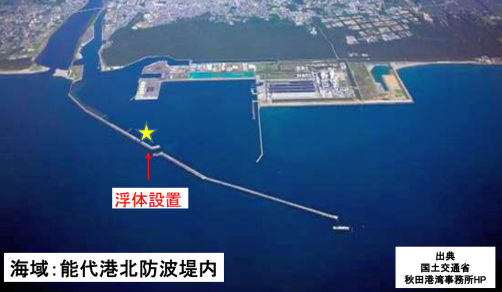 浮体設置
海域：能代港北防波堤内
出典
国土交通省
秋田港湾事務所HP